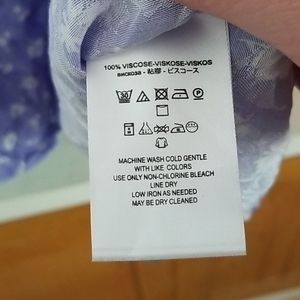 100% VISCOSE-VISKOSE-VISKOS
вискоза - 粘膠 - ビスコース
30
P
MACHINE WASH COLD GENTLE
WITH LIKE COLORS
USE ONLY NON-CHLORINE BLEACH
LINE DRY
LOW IRON AS NEEDED
MAY BE DRY CLEANED